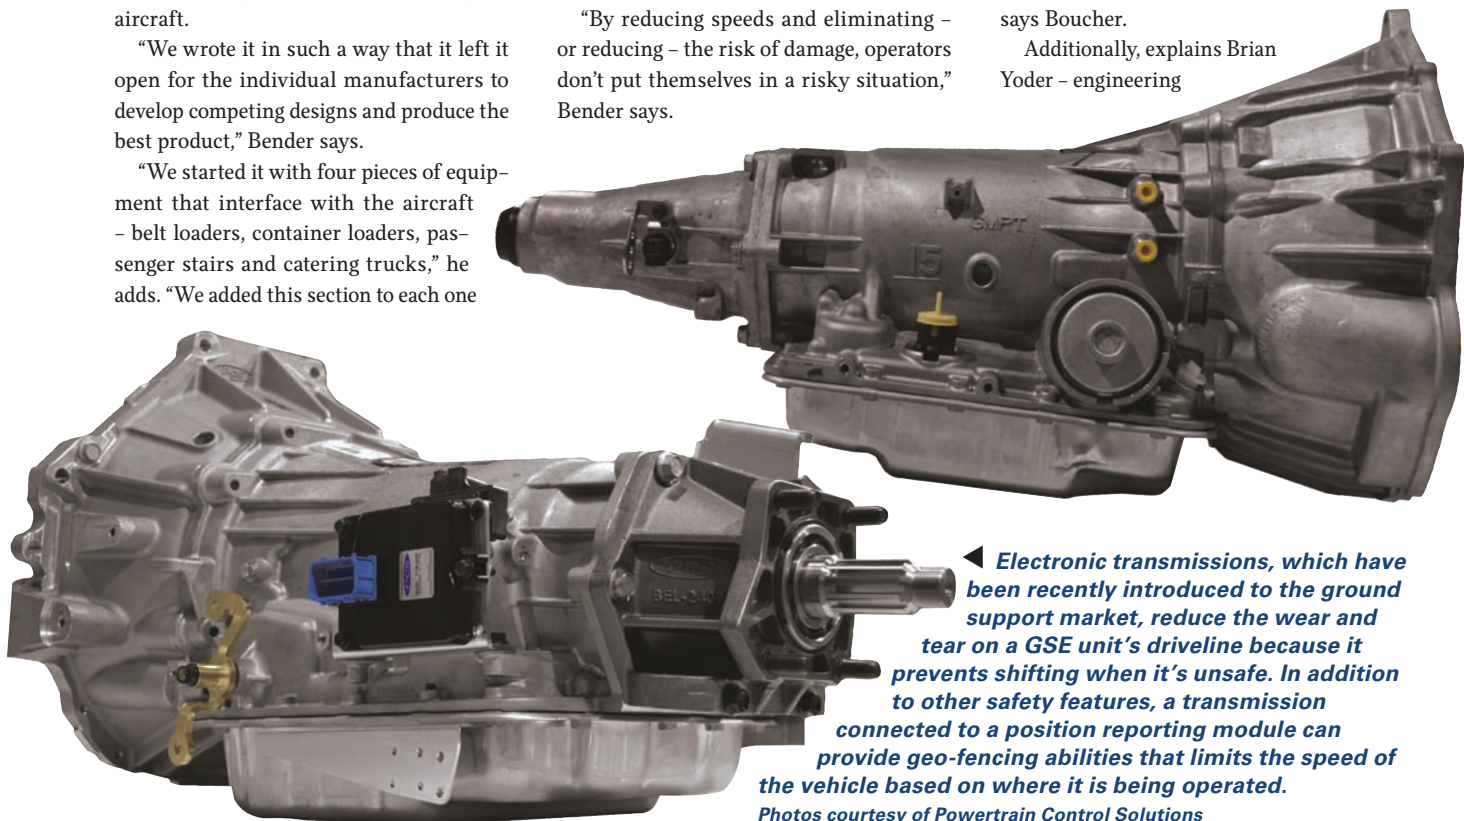 aircraft.
“We wrote it in such a way that it left it
open for the individual manufacturers to
develop competing designs and produce the
best product,” Bender says.
“We started it with four pieces of equip–
ment that interface with the aircraft
– belt loaders, container loaders, pas–
senger stairs and catering trucks,” he
adds. “We added this section to each one
“By reducing speeds and eliminating –
or reducing – the risk of damage, operators
don’t put themselves in a risky situation,”
Bender says.
says Boucher.
Additionally, explains Brian
Yoder – engineering
GMPT
15
PCS
◀ Electronic transmissions, which have
been recently introduced to the ground
support market, reduce the wear and
tear on a GSE unit’s driveline because it
prevents shifting when it’s unsafe. In addition
to other safety features, a transmission
connected to a position reporting module can
provide geo-fencing abilities that limits the speed of
the vehicle based on where it is being operated.
Photos courtesy of Powertrain Control Solutions